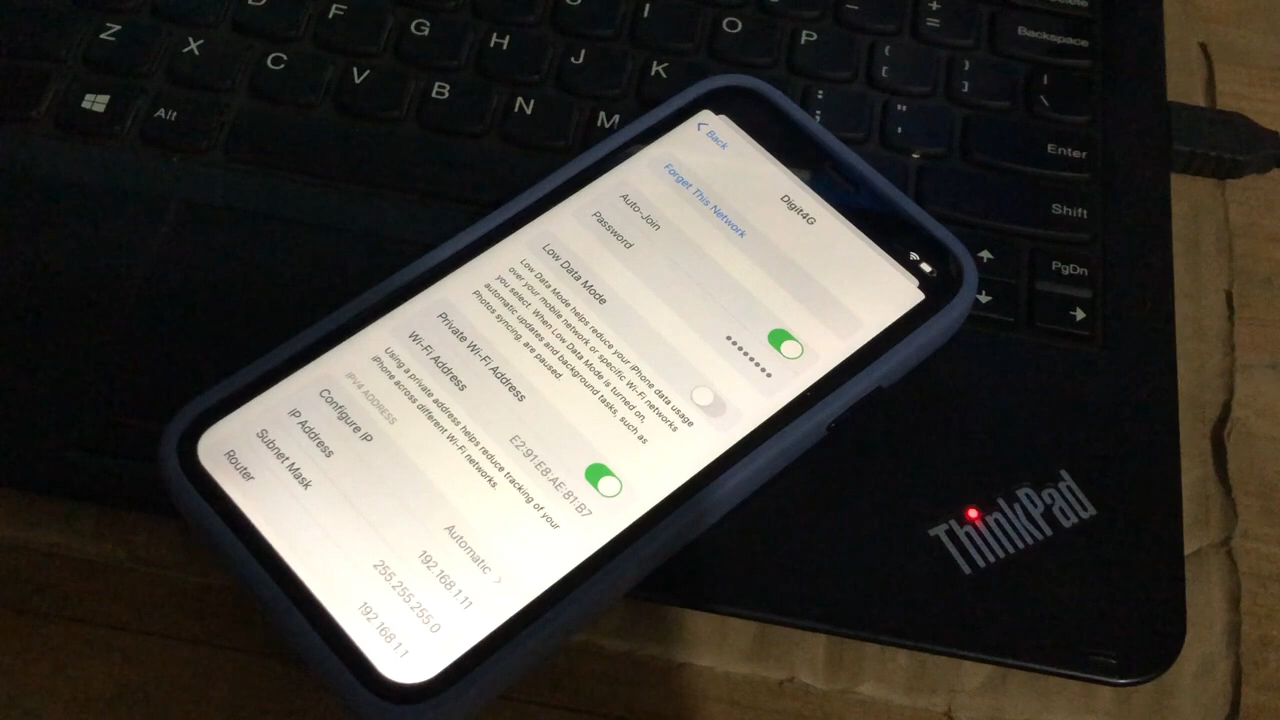 D F G H J K S U I O P
Delete
Backspace
Z X C V B N M
Alt
Enter
Shift
PgDn
Back
Digit4G
Forget This Network
Auto-Join
Password
••••••••
Low Data Mode
Low Data Mode helps reduce your iPhone data usage
over your mobile network or specific Wi-Fi networks
you select. When Low Data Mode is turned on,
automatic updates and background tasks, such as
Photos syncing, are paused.
Private Wi-Fi Address
Wi-Fi Address E2:91:E8:AE:81:B7
Using a private address helps reduce tracking of your
iPhone across different Wi-Fi networks.
IPV4 ADDRESS
Configure IP Automatic
IP Address 192.168.1.11
Subnet Mask 255.255.255.0
Router 192.168.1.1
ThinkPad